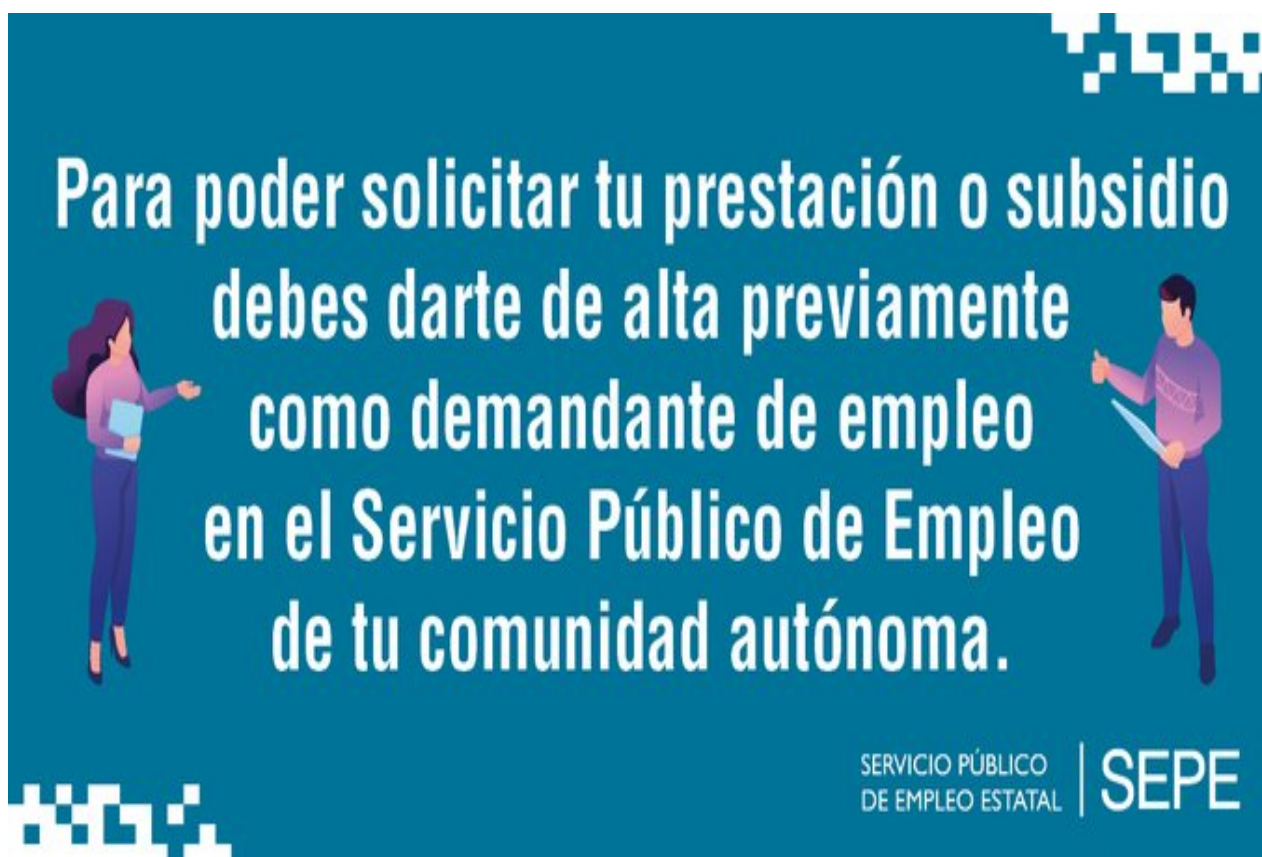 Para poder solicitar tu prestación o subsidio
debes darte de alta previamente
como demandante de empleo
en el Servicio Público de Empleo
de tu comunidad autónoma.
SERVICIO PÚBLICO
DE EMPLEO ESTATAL
SEPE